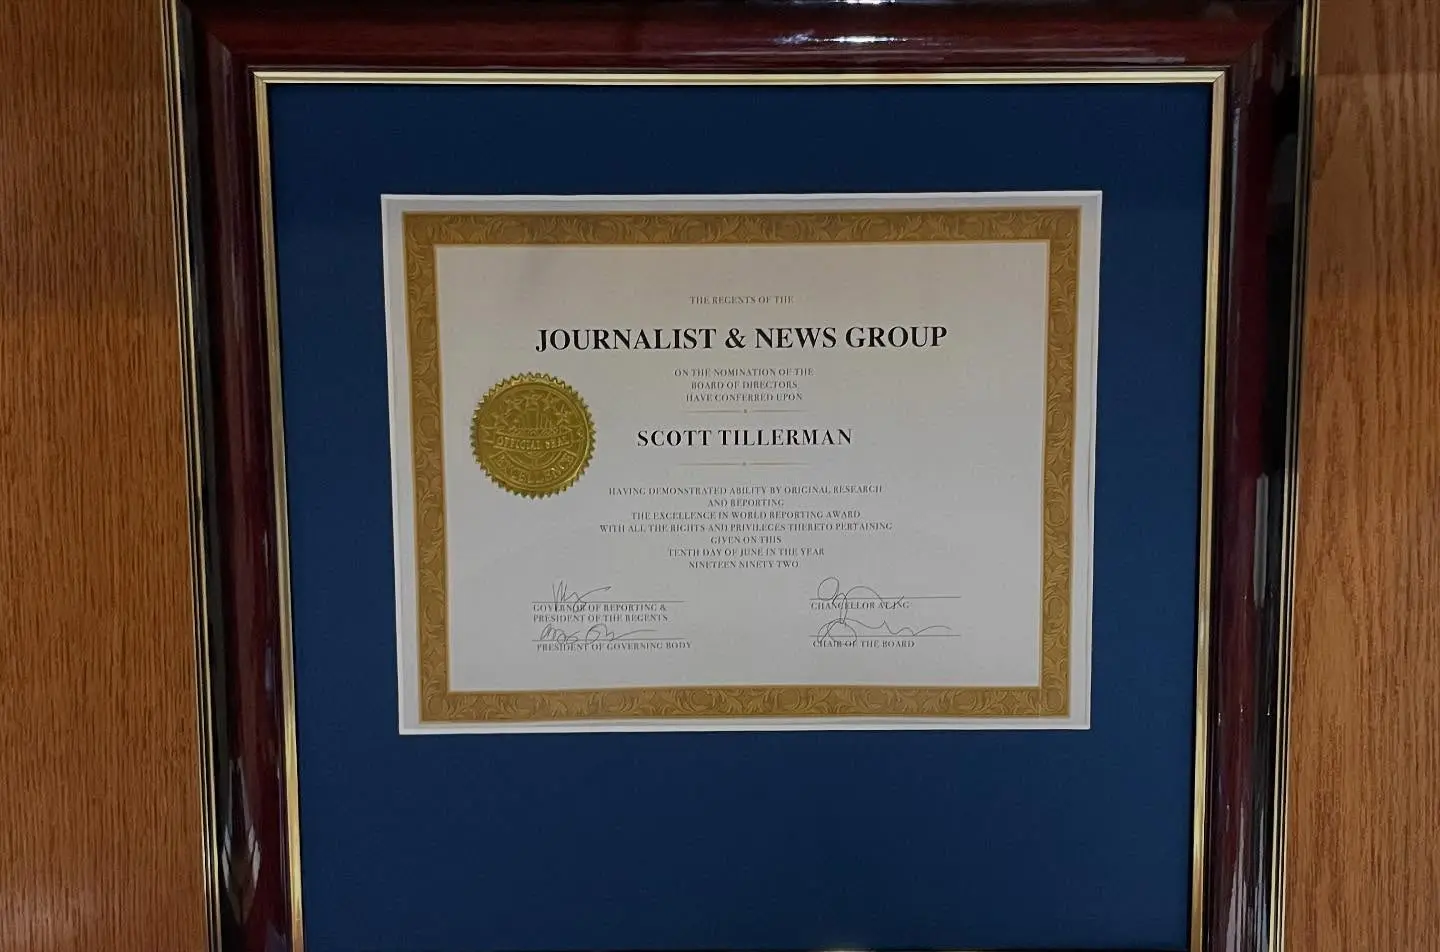 THE REGENTS OF THE
JOURNALIST & NEWS GROUP
ON THE NOMINATION OF THE
BOARD OF DIRECTORS
HAVE CONFERRED UPON
SCOTT TILLERMAN
OFFICIAL SEAL
EXCELLENCE
HAVING DEMONSTRATED ABILITY BY ORIGINAL RESEARCH
AND REPORTING
THE EXCELLENCE IN WORLD REPORTING AWARD
WITH ALL THE RIGHTS AND PRIVILEGES THERETO PERTAINING
GIVEN ON THIS
TENTH DAY OF JUNE IN THE YEAR
NINETEEN NINETY TWO
GOVERNOR OF REPORTING &
PRESIDENT OF THE REGENTS
PRESIDENT OF GOVERNING BODY
CHANCELLOR
CHAIR OF THE BOARD